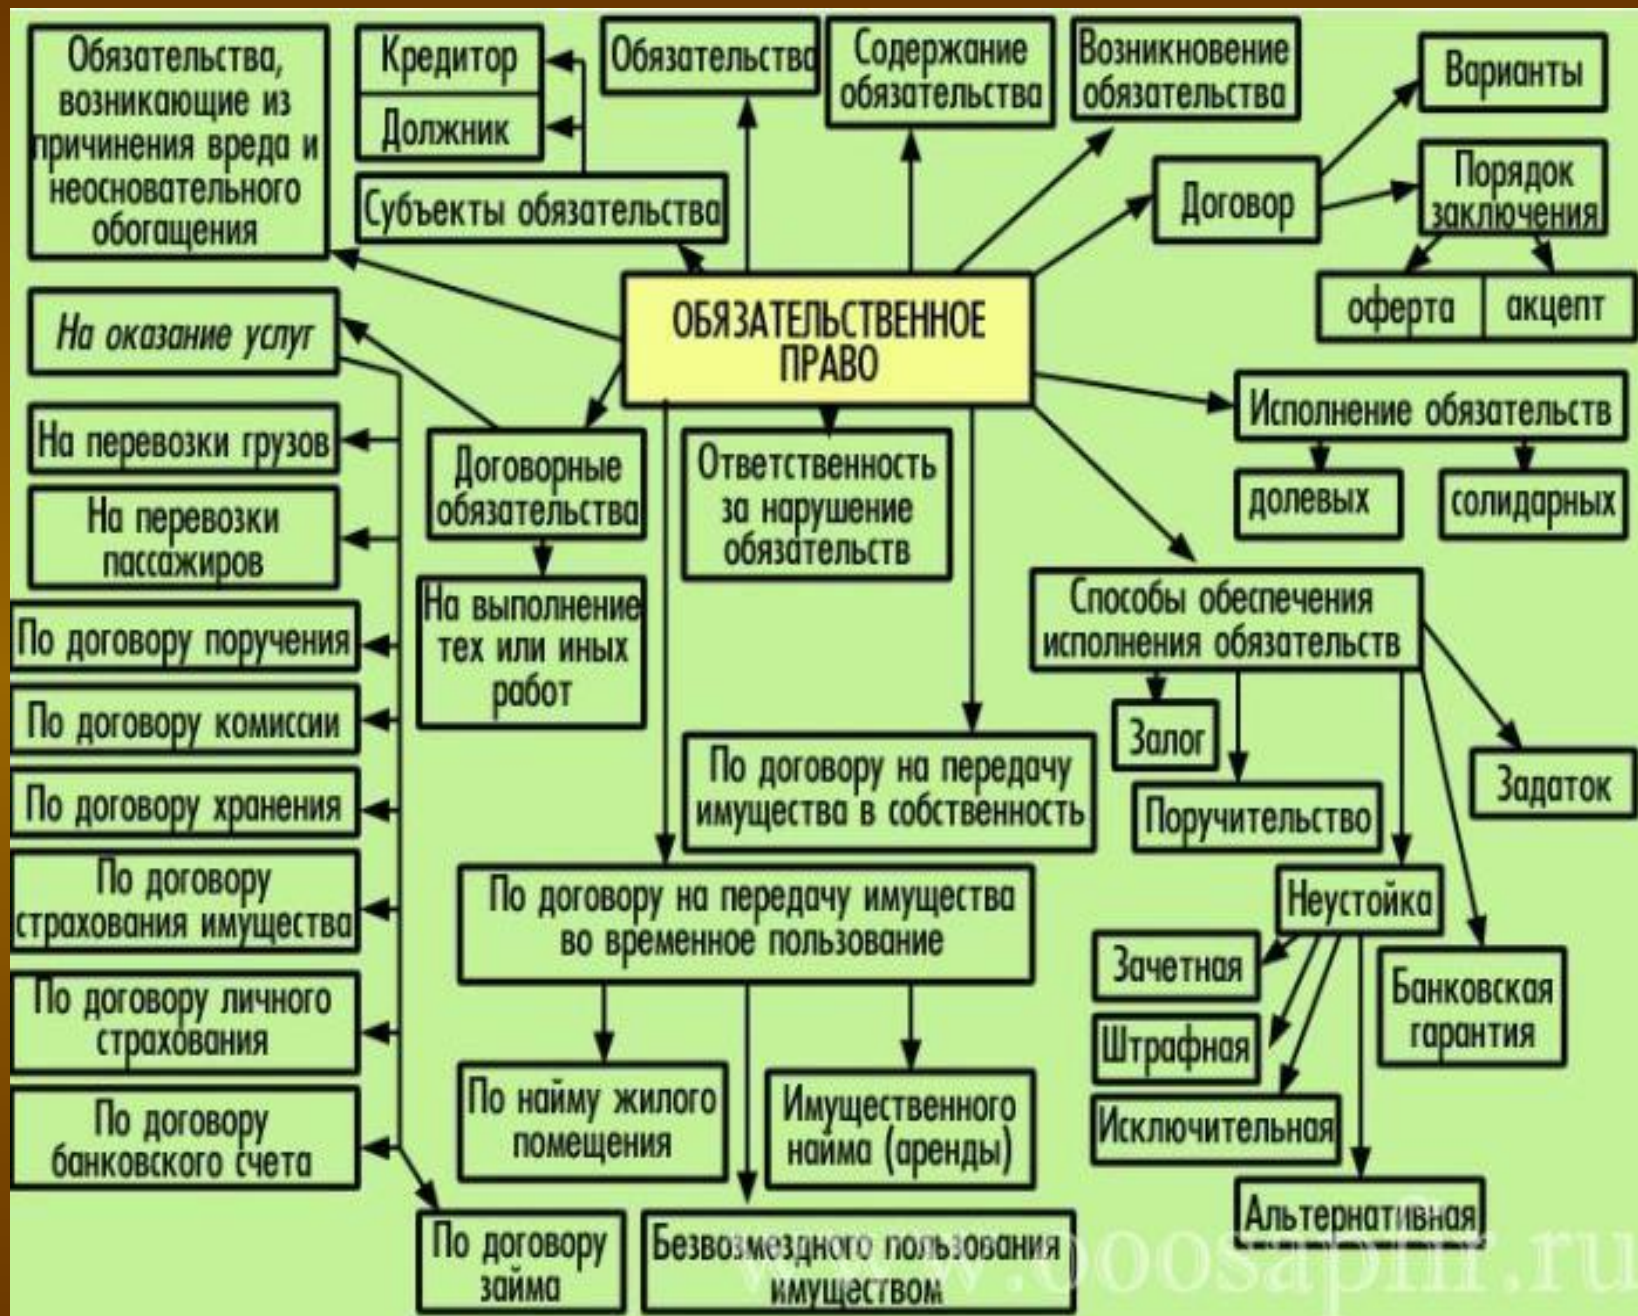 Обязательства,
возникающие из
причинения вреда и
неосновательного
обогащения
Кредитор
Должник
Субъекты обязательства
Обязательства
Содержание
обязательства
Возникновение
обязательства
Договор
Варианты
Порядок
заключения
оферта
акцепт
ОБЯЗАТЕЛЬСТВЕННОЕ
ПРАВО
На оказание услуг
На перевозки грузов
На перевозки
пассажиров
По договору поручения
По договору комиссии
По договору хранения
По договору
страхования имущества
По договору личного
страхования
По договору
банковского счета
По договору
займа
Договорные
обязательства
На выполнение
тех или иных
работ
Ответственность
за нарушение
обязательств
Исполнение обязательств
долевых
солидарных
Способы обеспечения
исполнения обязательств
Залог
Поручительство
Задаток
Неустойка
Зачетная
Штрафная
Исключительная
Альтернативная
Банковская
гарантия
По договору на передачу
имущества в собственность
По договору на передачу имущества
во временное пользование
По найму жилого
помещения
Имущественного
найма (аренды)
Безвозмездного пользования
имуществом
www.ooosapfir.ru